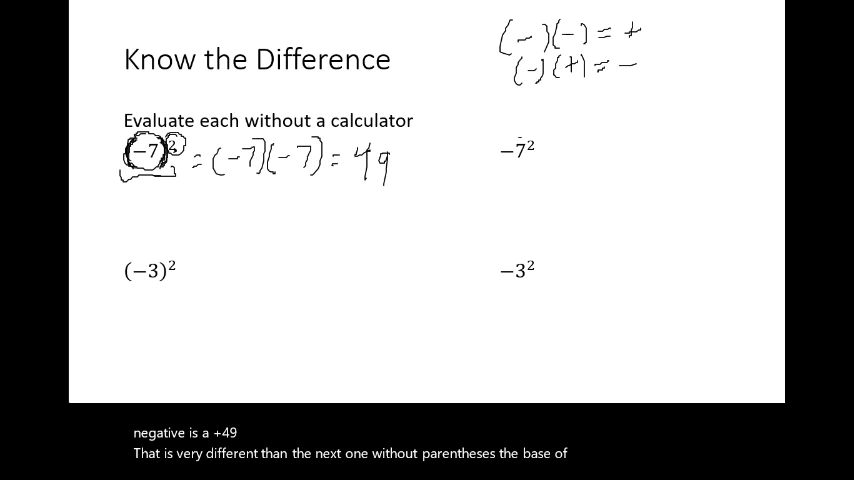 (-)(-) = +
(-)(+) = -
Know the Difference
Evaluate each without a calculator
(−7)² = (-7)(-7) = 49
−7²
(−3)²
−3²
negative is a +49
That is very different than the next one without parentheses the base of